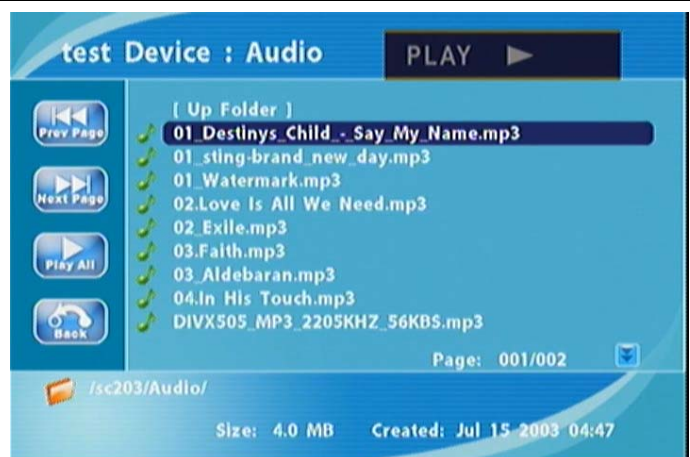 test Device : Audio
PLAY
[ Up Folder ]
Prev Page
01_Destinys_Child_-_Say_My_Name.mp3
01_sting-brand_new_day.mp3
01_Watermark.mp3
Next Page
02.Love Is All We Need.mp3
02_Exile.mp3
03.Faith.mp3
Play All
03_Aldebaran.mp3
04.In His Touch.mp3
Back
DIVX505_MP3_2205KHZ_56KBS.mp3
Page: 001/002
/sc203/Audio/
Size: 4.0 MB Created: Jul 15 2003 04:47